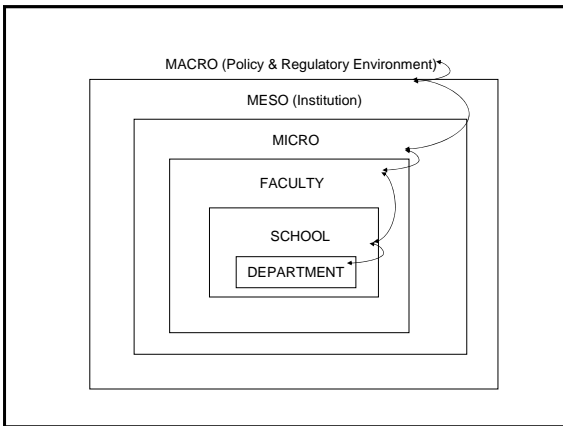 MACRO (Policy & Regulatory Environment)
MESO (Institution)
MICRO
FACULTY
SCHOOL
DEPARTMENT